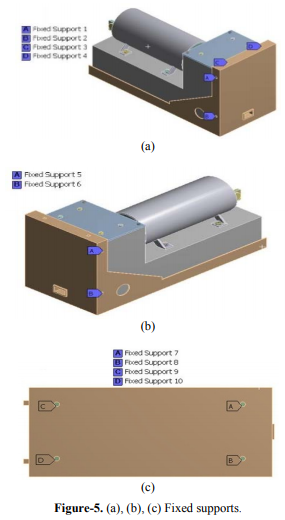 A Fixed Support 1
B Fixed Support 2
C Fixed Support 3
D Fixed Support 4
A
B
(a)
A Fixed Support 5
B Fixed Support 6
A
B
(b)
A Fixed Support 7
B Fixed Support 8
C Fixed Support 9
D Fixed Support 10
C A
D B
(c)
Figure-5. (a), (b), (c) Fixed supports.